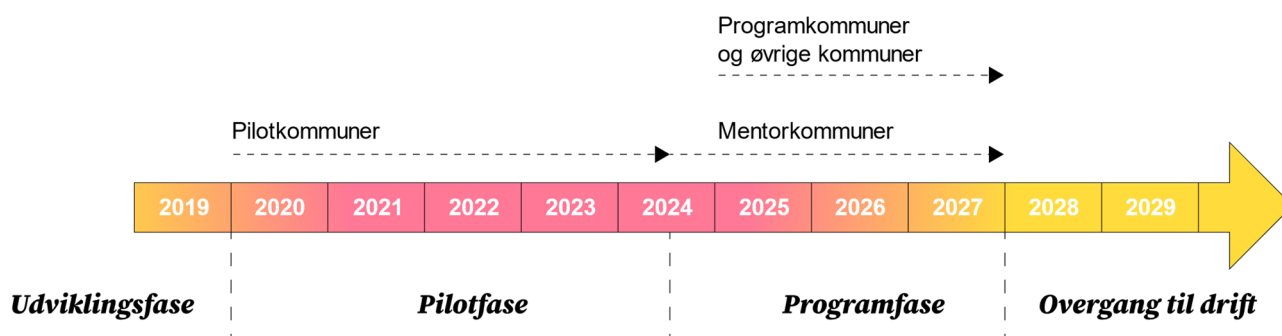 Programkommuner
og øvrige kommuner
Pilotkommuner
Mentorkommuner
2019 2020 2021 2022 2023 2024 2025 2026 2027 2028 2029
Udviklingsfase Pilotfase Programfase Overgang til drift